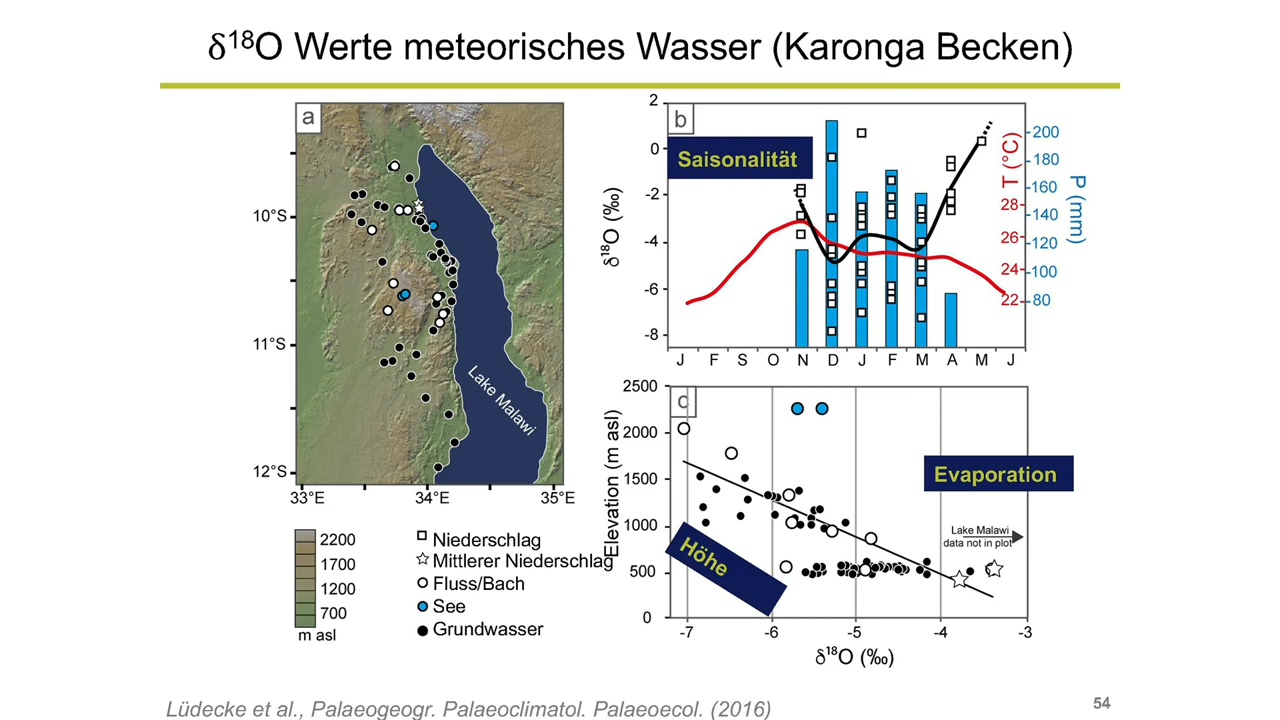 δ18O Werte meteorisches Wasser (Karonga Becken)
a
10°S
11°S
12°S
33°E
34°E
35°E
Lake Malawi
2200
1700
1200
700
m asl
Niederschlag
Mittlerer Niederschlag
Fluss/Bach
See
Grundwasser
b
Saisonalität
2
0
-2
-4
-6
-8
δ18O (‰)
J F S O N D J F M A M J
T (°C)
28
26
24
22
P (mm)
200
180
160
140
120
100
80
c
Elevation (m asl)
2500
2000
1500
1000
500
0
Evaporation
Lake Malawi
data not in plot
Höhe
-7 -6 -5 -4 -3
δ18O (‰)
Lüdecke et al., Palaeogeogr. Palaeoclimatol. Palaeoecol. (2016)
54